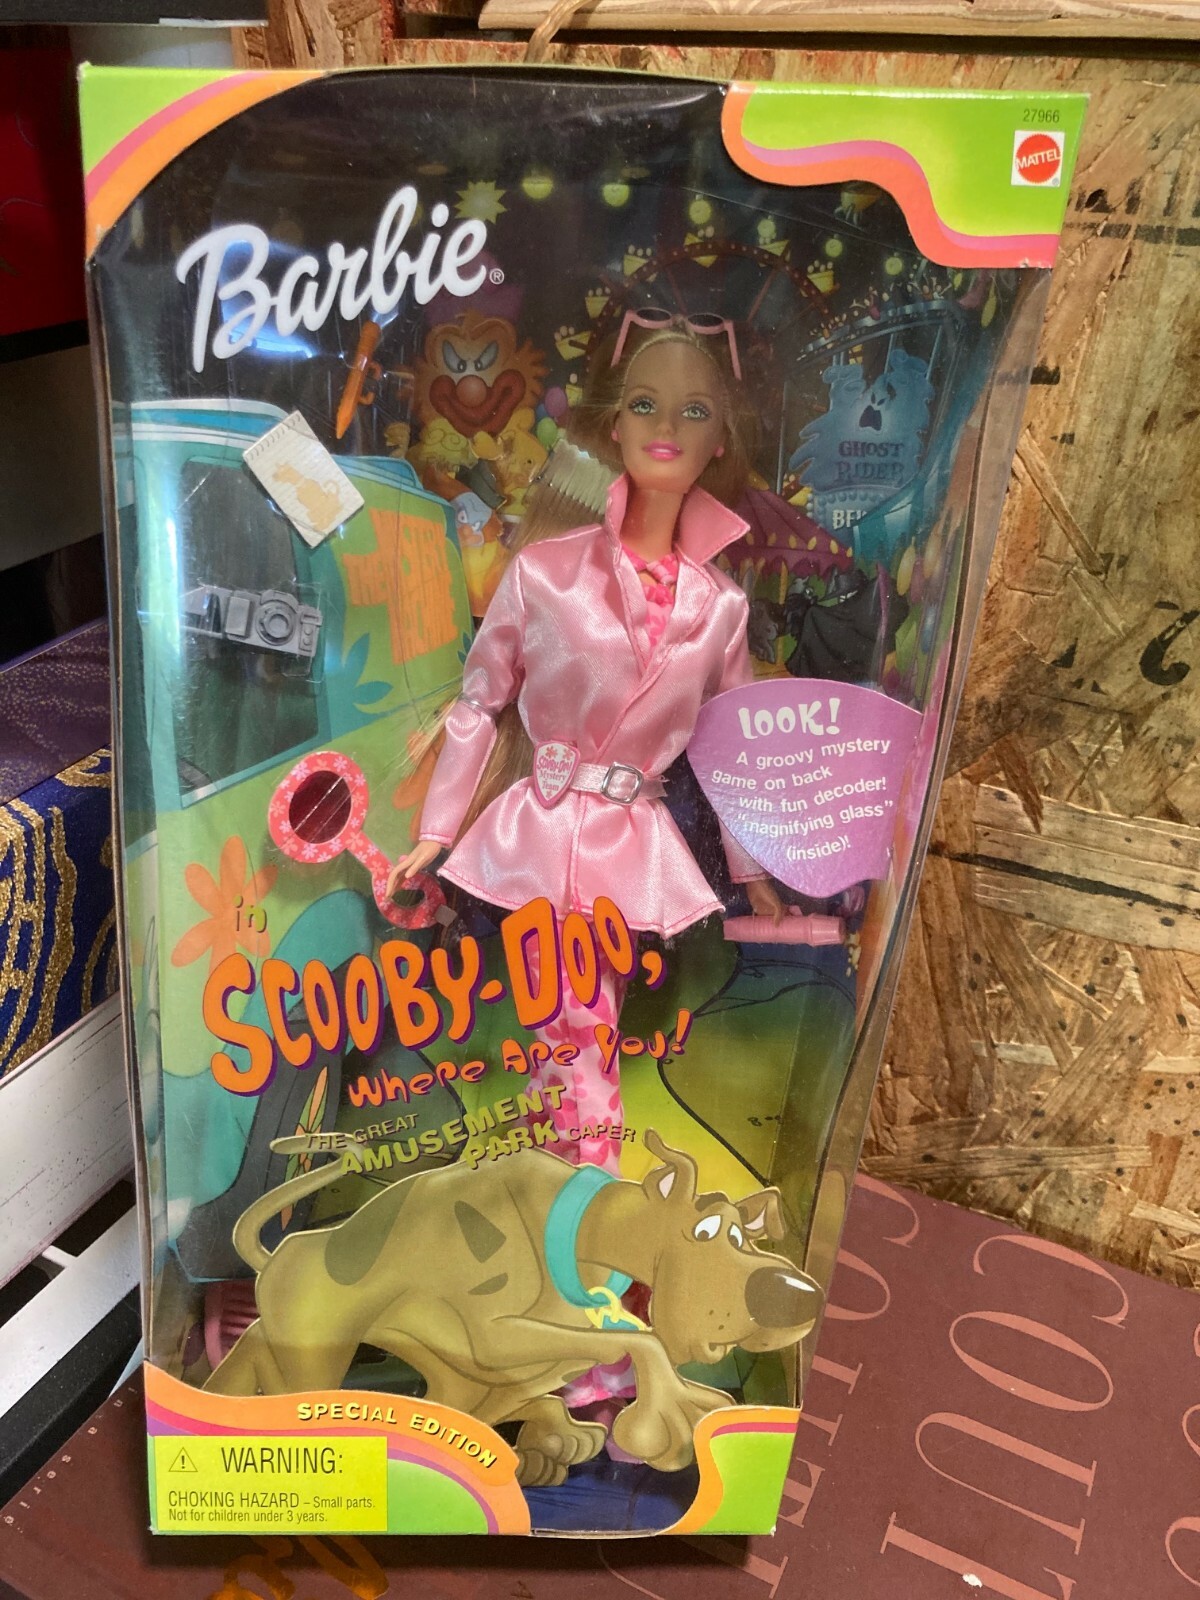 27966
MATTEL
Barbie®
GHOST
RIDER
LOOK!
A groovy mystery
game on back
with fun decoder!
"magnifying glass"
(inside)!
Mystery
Team
in
SCOOBY-DOO,
Where Are You!
THE GREAT
AMUSEMENT
PARK CAPER
SPECIAL EDITION
WARNING:
CHOKING HAZARD – Small parts.
Not for children under 3 years.